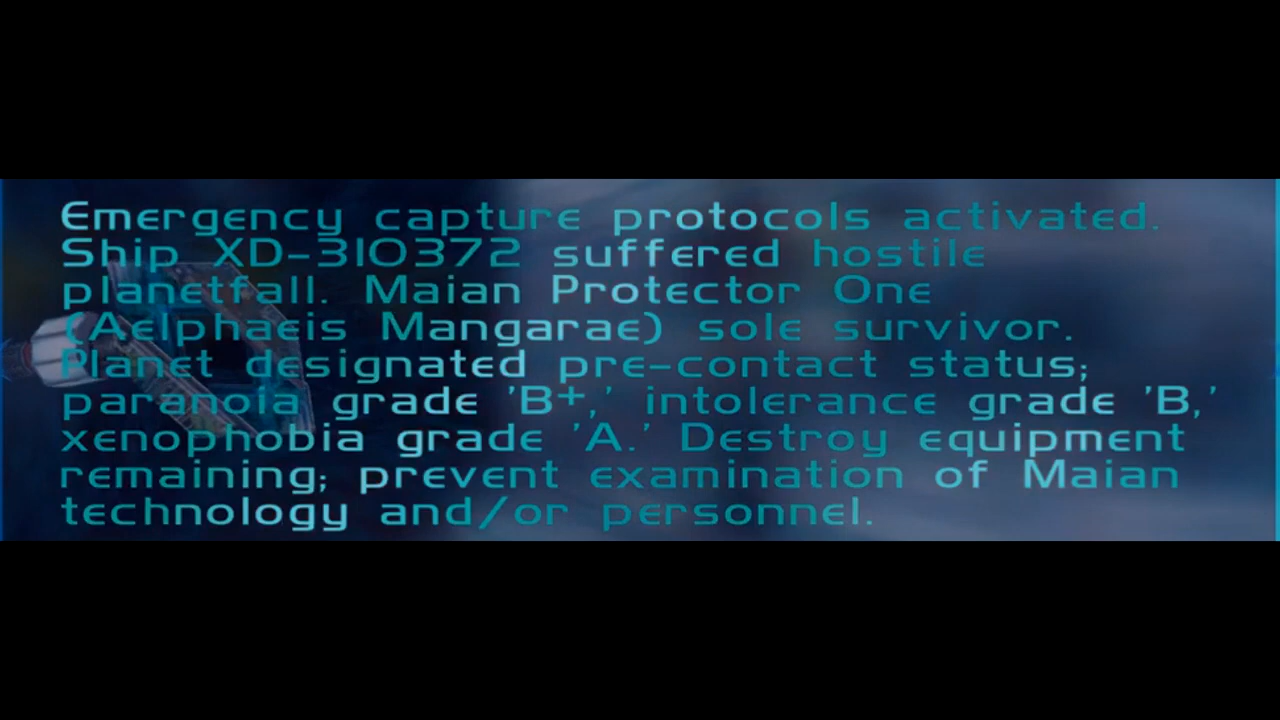 Emergency capture protocols activated.
Ship XD-310372 suffered hostile
planetfall. Maian Protector One
(Aelphaeis Mangarae) sole survivor.
Planet designated pre-contact status;
paranoia grade 'B+,' intolerance grade 'B,'
xenophobia grade 'A.' Destroy equipment
remaining; prevent examination of Maian
technology and/or personnel.